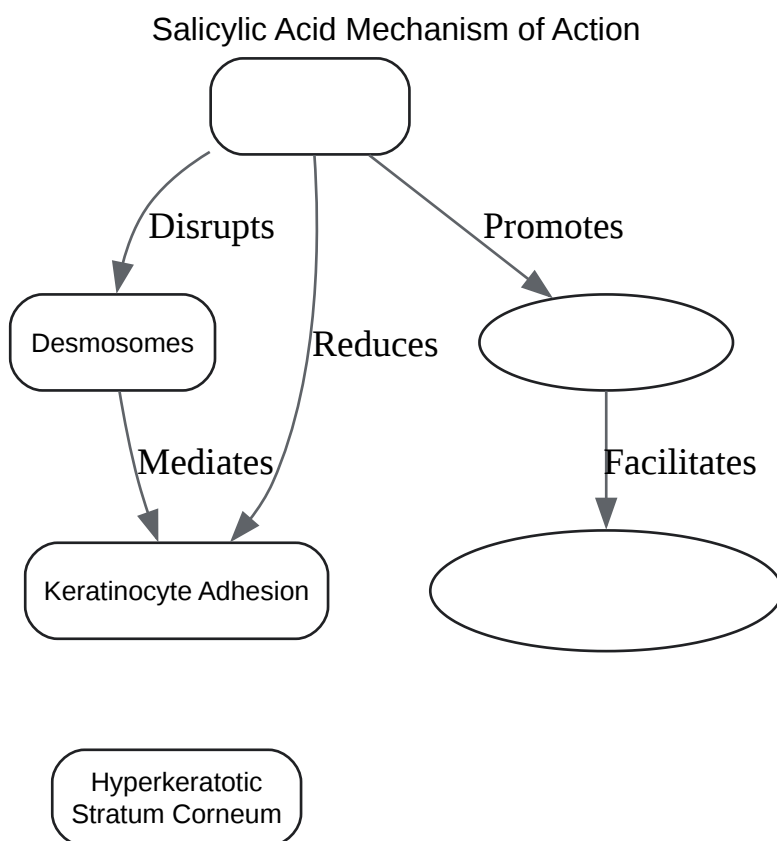 Salicylic Acid Mechanism of Action
Disrupts
Promotes
Desmosomes
Reduces
Mediates
Facilitates
Keratinocyte Adhesion
Hyperkeratotic
Stratum Corneum